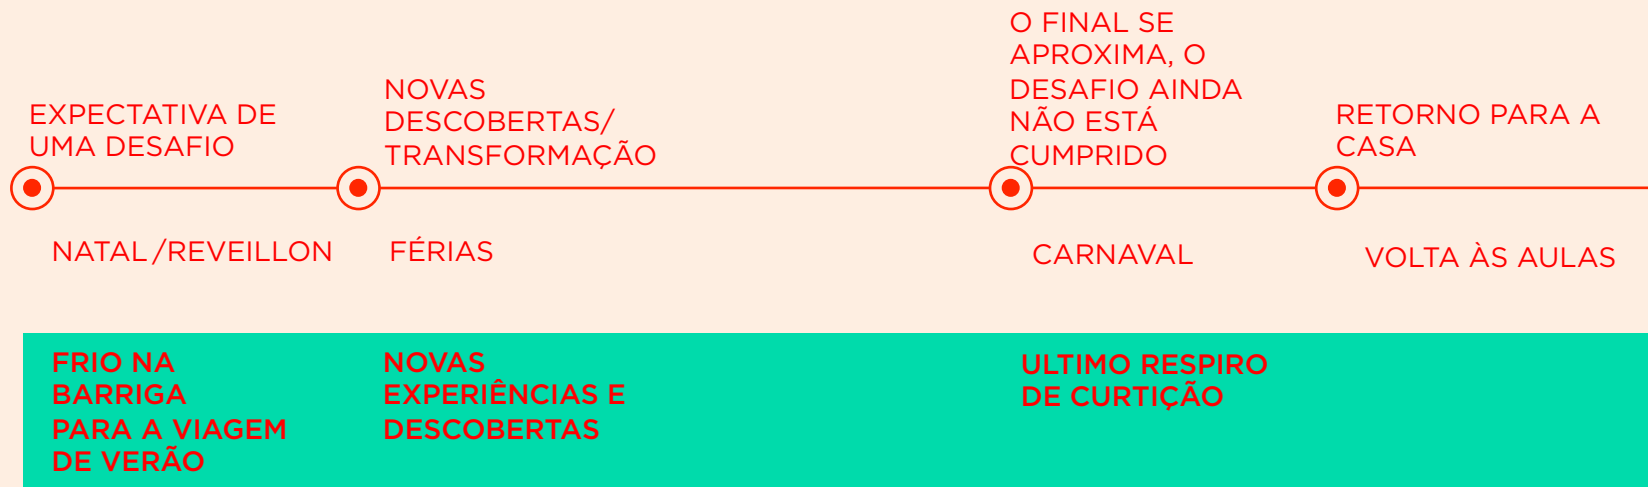 EXPECTATIVA DE
UMA DESAFIO
NOVAS
DESCOBERTAS/
TRANSFORMAÇÃO
O FINAL SE
APROXIMA, O
DESAFIO AINDA
NÃO ESTÁ
CUMPRIDO
RETORNO PARA A
CASA
NATAL/REVEILLON
FÉRIAS
CARNAVAL
VOLTA ÀS AULAS
FRIO NA
BARRIGA
PARA A VIAGEM
DE VERÃO
NOVAS
EXPERIÊNCIAS E
DESCOBERTAS
ULTIMO RESPIRO
DE CURTIÇÃO